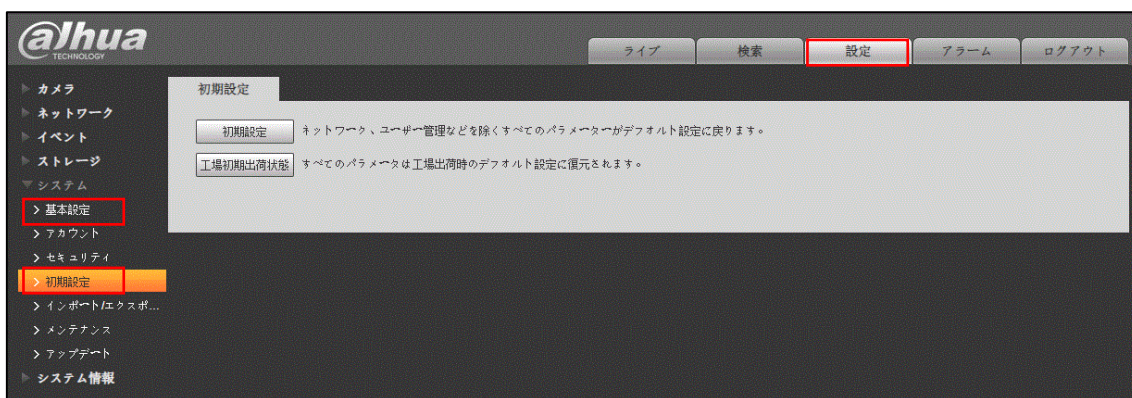 alhua
TECHNOLOGY
ライブ 検索 設定 アラーム ログアウト
カメラ
ネットワーク
イベント
ストレージ
システム
基本設定
アカウント
セキュリティ
初期設定
インポート/エクスポ...
メンテナンス
アップデート
システム情報
初期設定
初期設定 ネットワーク、ユーザー管理などを除くすべてのパラメーターがデフォルト設定に戻ります。
工場初期出荷状態 すべてのパラメータは工場出荷時のデフォルト設定に復元されます。